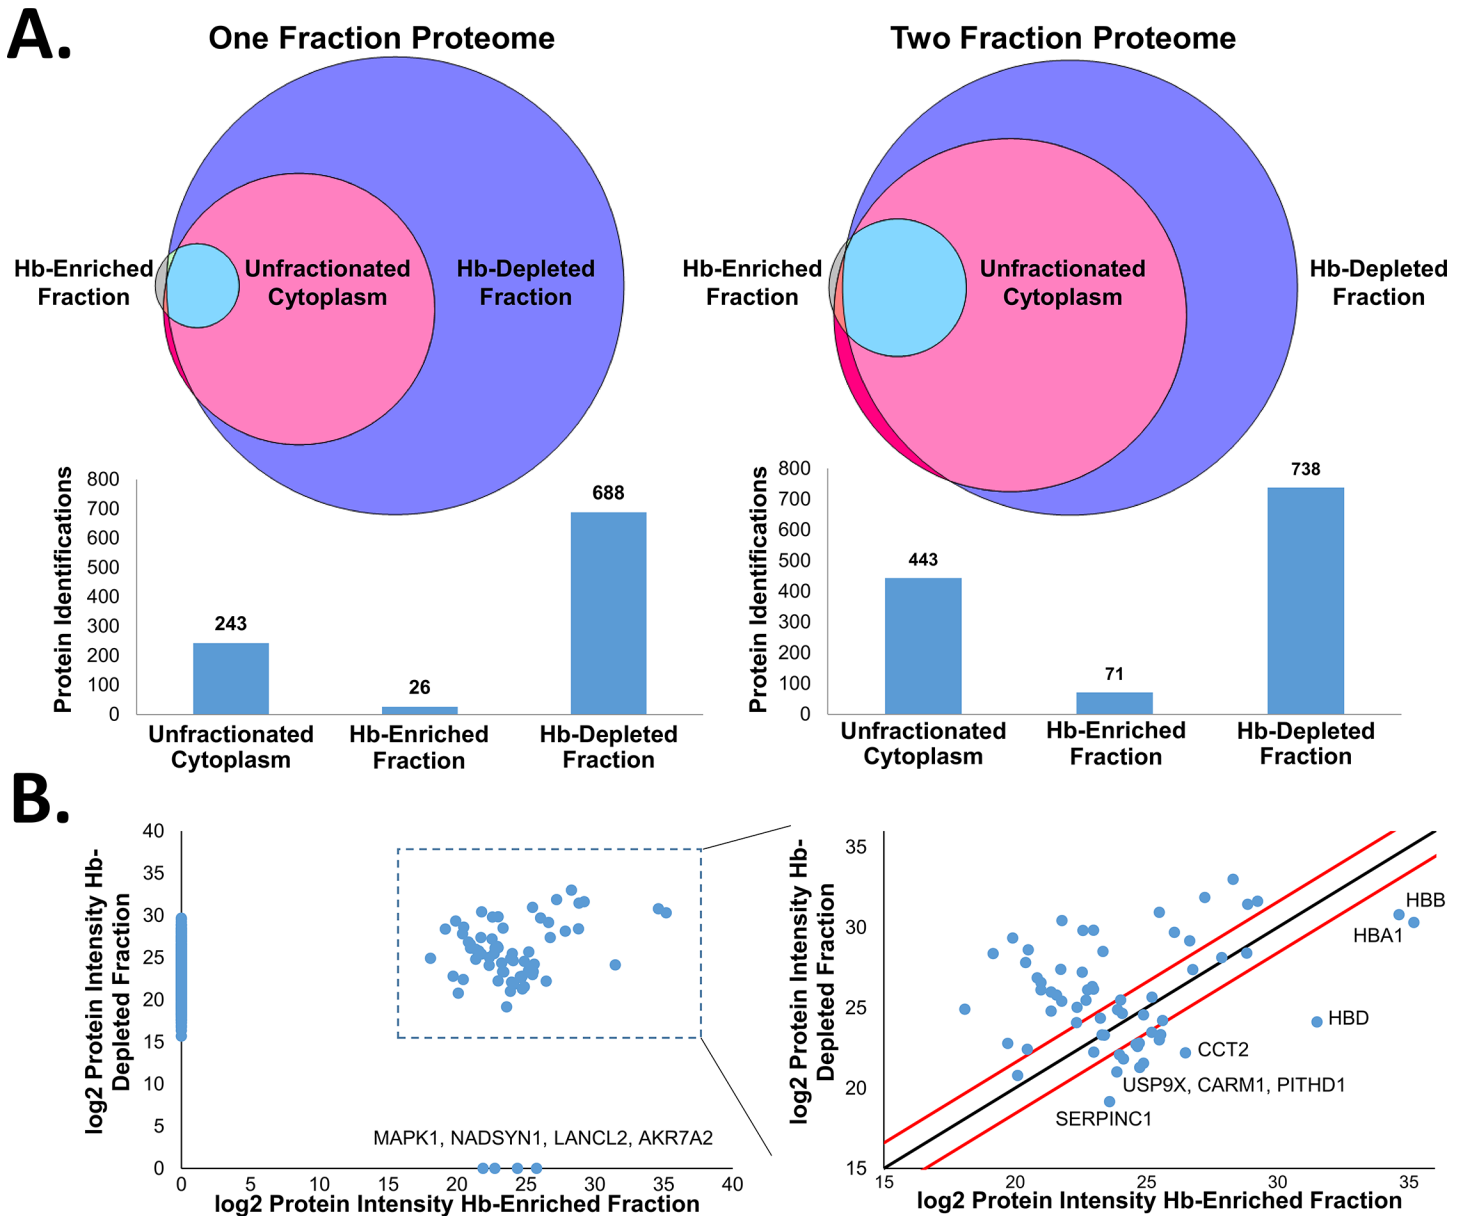 A.
One Fraction Proteome
Two Fraction Proteome
Hb-Enriched
Fraction
Unfractionated
Cytoplasm
Hb-Depleted
Fraction
Hb-Enriched
Fraction
Unfractionated
Cytoplasm
Hb-Depleted
Fraction
Protein Identifications
800
700
600
500
400
300
200
100
0
243
26
688
Unfractionated
Cytoplasm
Hb-Enriched
Fraction
Hb-Depleted
Fraction
Protein Identifications
800
700
600
500
400
300
200
100
0
443
71
738
Unfractionated
Cytoplasm
Hb-Enriched
Fraction
Hb-Depleted
Fraction
B.
log2 Protein Intensity Hb-
Depleted Fraction
40
35
30
25
20
15
10
5
0
MAPK1, NADSYN1, LANCL2, AKR7A2
0 5 10 15 20 25 30 35 40
log2 Protein Intensity Hb-Enriched Fraction
log2 Protein Intensity Hb-
Depleted Fraction
35
30
25
20
15
HBB
HBA1
HBD
CCT2
USP9X, CARM1, PITHD1
SERPINC1
15 20 25 30 35
log2 Protein Intensity Hb-Enriched Fraction